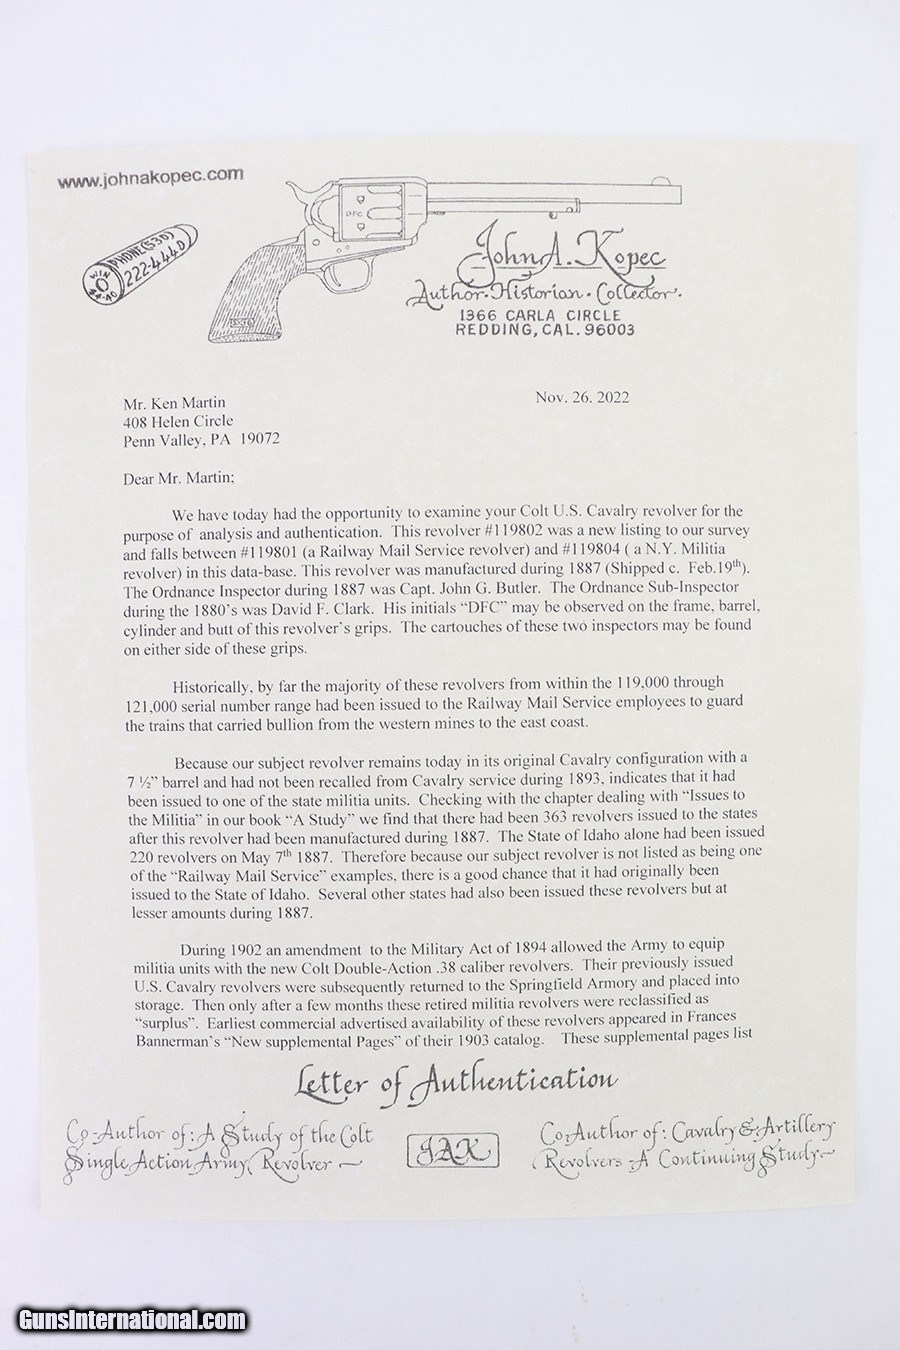 www.johnakopec.com
PHONE(530)
222-4440
WIN
44-40
DFC
John A. Kopec
Author · Historian · Collector ·
1366 CARLA CIRCLE
REDDING, CAL. 96003
Mr. Ken Martin
408 Helen Circle
Penn Valley, PA 19072
Nov. 26. 2022
Dear Mr. Martin;
We have today had the opportunity to examine your Colt U.S. Cavalry revolver for the
purpose of analysis and authentication. This revolver #119802 was a new listing to our survey
and falls between #119801 (a Railway Mail Service revolver) and #119804 ( a N.Y. Militia
revolver) in this data-base. This revolver was manufactured during 1887 (Shipped c. Feb.19th).
The Ordnance Inspector during 1887 was Capt. John G. Butler. The Ordnance Sub-Inspector
during the 1880's was David F. Clark. His initials "DFC" may be observed on the frame, barrel,
cylinder and butt of this revolver's grips. The cartouches of these two inspectors may be found
on either side of these grips.
Historically, by far the majority of these revolvers from within the 119,000 through
121,000 serial number range had been issued to the Railway Mail Service employees to guard
the trains that carried bullion from the western mines to the east coast.
Because our subject revolver remains today in its original Cavalry configuration with a
7 ½" barrel and had not been recalled from Cavalry service during 1893, indicates that it had
been issued to one of the state militia units. Checking with the chapter dealing with "Issues to
the Militia" in our book "A Study" we find that there had been 363 revolvers issued to the states
after this revolver had been manufactured during 1887. The State of Idaho alone had been issued
220 revolvers on May 7th 1887. Therefore because our subject revolver is not listed as being one
of the "Railway Mail Service" examples, there is a good chance that it had originally been
issued to the State of Idaho. Several other states had also been issued these revolvers but at
lesser amounts during 1887.
During 1902 an amendment to the Military Act of 1894 allowed the Army to equip
militia units with the new Colt Double-Action .38 caliber revolvers. Their previously issued
U.S. Cavalry revolvers were subsequently returned to the Springfield Armory and placed into
storage. Then only after a few months these retired militia revolvers were reclassified as
"surplus". Earliest commercial advertised availability of these revolvers appeared in Frances
Bannerman's "New supplemental Pages" of their 1903 catalog. These supplemental pages list
Letter of Authentication
Co-Author of: A Study of the Colt
Single Action Army Revolver —
JAK
Co-Author of: Cavalry & Artillery
Revolvers - A Continuing Study —
GunsInternational.com